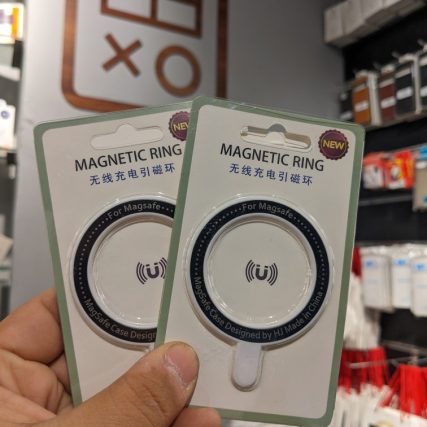 MAGNETIC RING
无线充电引磁环
For Magsafe
MagSafe Case Designed
NEW
MAGNETIC RING
无线充电引磁环
NEW
For Magsafe
MagSafe Case Designed by HJ Made In China